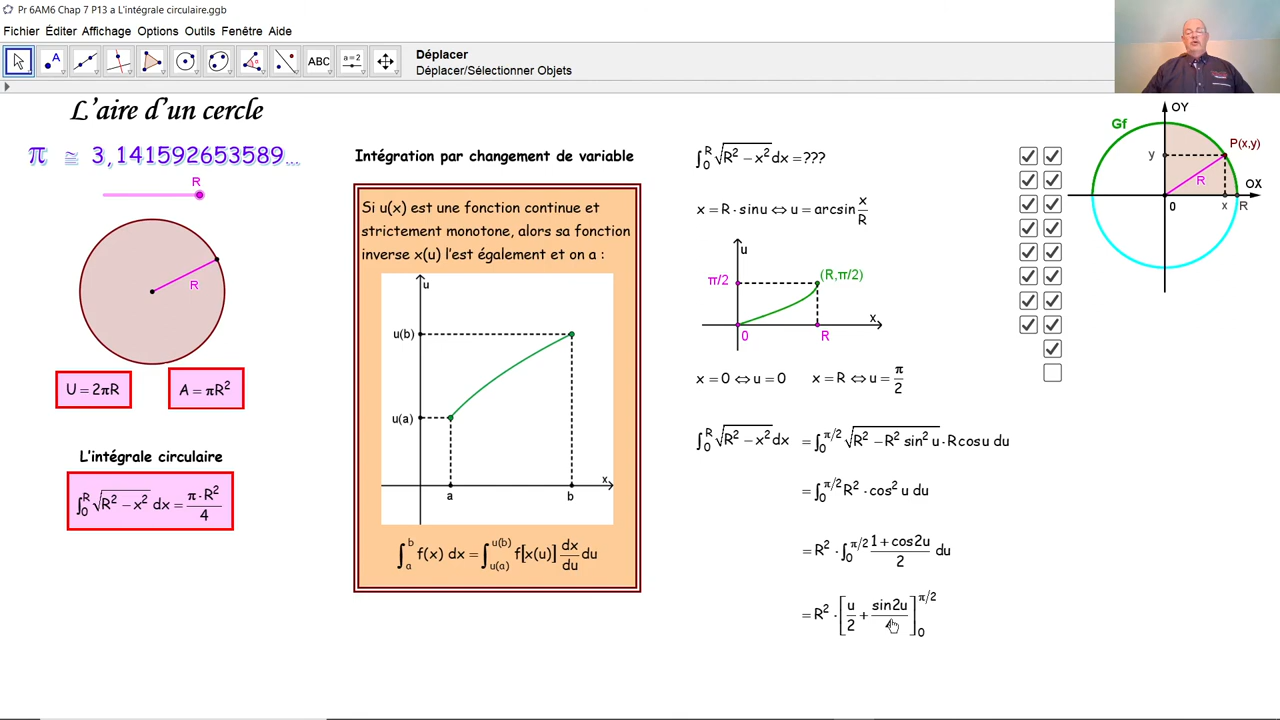 Pr 6AM6 Chap 7 P13 a L'intégrale circulaire.ggb
Fichier Éditer Affichage Options Outils Fenêtre Aide
A
ABC
a=2
Déplacer
Déplacer/Sélectionner Objets
L'aire d'un cercle
π ≅ 3,141592653589...
R
R
U = 2πR
A = πR²
L'intégrale circulaire
∫₀ᴿ √(R² − x²) dx = π·R²/4
Intégration par changement de variable
Si u(x) est une fonction continue et
strictement monotone, alors sa fonction
inverse x(u) l'est également et on a :
u
u(b)
u(a)
x
a b
∫ₐᵇ f(x) dx = ∫_{u(a)}^{u(b)} f[x(u)] dx/du du
∫₀ᴿ √(R² − x²) dx = ???
x = R · sinu ⇔ u = arcsin x/R
u
π/2
(R,π/2)
x
0 R
x = 0 ⇔ u = 0 x = R ⇔ u = π/2
∫₀ᴿ √(R² − x²) dx = ∫₀^{π/2} √(R² − R² sin² u) · R cosu du
= ∫₀^{π/2} R² · cos² u du
= R² · ∫₀^{π/2} (1 + cos2u)/2 du
= R² · [u/2 + sin2u/]₀^{π/2}
OY
Gf
P(x,y)
y
R
OX
0 x R